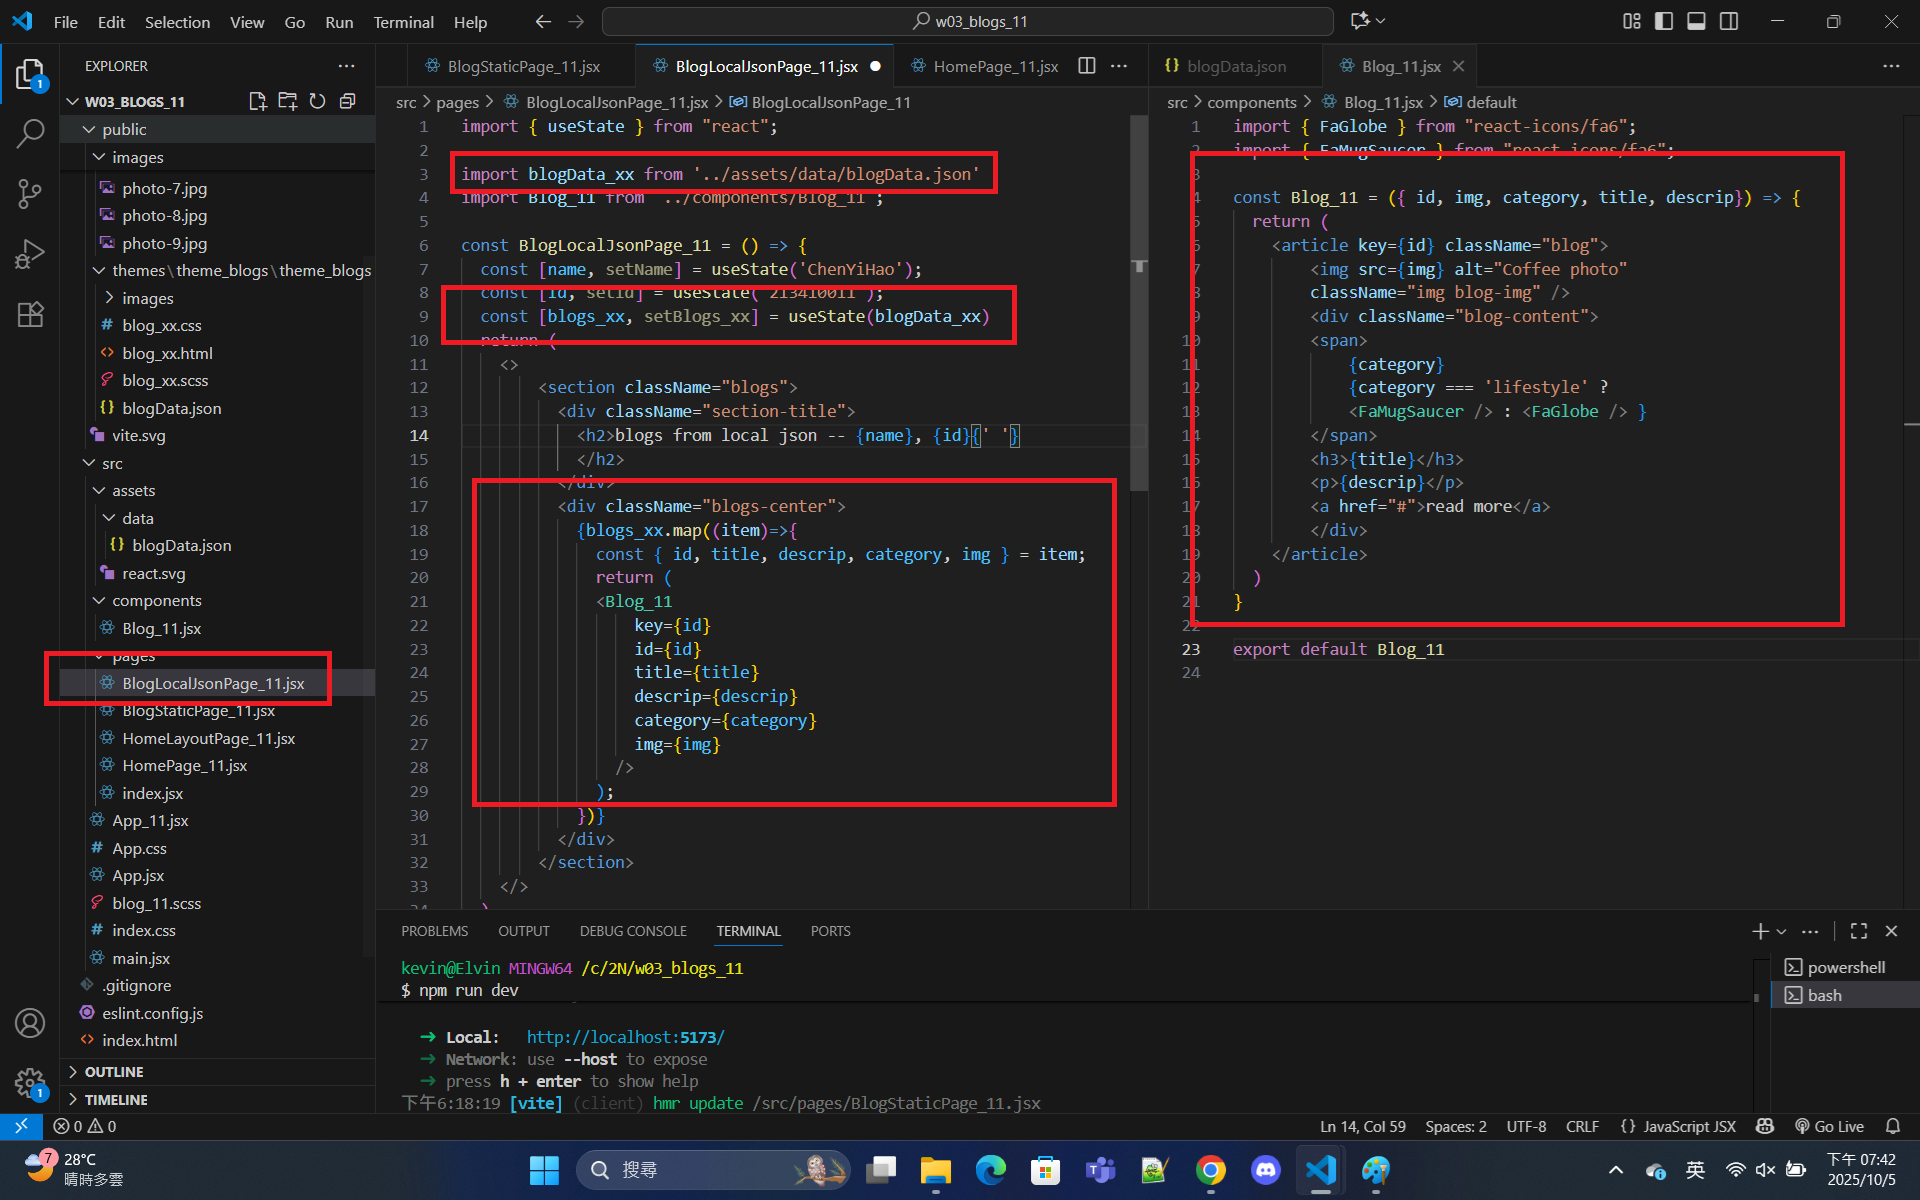 File Edit Selection View Go Run Terminal Help
w03_blogs_11
EXPLORER
W03_BLOGS_11
public
images
photo-7.jpg
photo-8.jpg
photo-9.jpg
themes\theme_blogs\theme_blogs
images
blog_xx.css
blog_xx.html
blog_xx.scss
blogData.json
vite.svg
src
assets
data
blogData.json
react.svg
components
Blog_11.jsx
pages
BlogLocalJsonPage_11.jsx
BlogStaticPage_11.jsx
HomeLayoutPage_11.jsx
HomePage_11.jsx
index.jsx
App_11.jsx
App.css
App.jsx
blog_11.scss
index.css
main.jsx
.gitignore
eslint.config.js
index.html
OUTLINE
TIMELINE
1
1
BlogStaticPage_11.jsx BlogLocalJsonPage_11.jsx HomePage_11.jsx
src > pages > BlogLocalJsonPage_11.jsx > BlogLocalJsonPage_11
1 import { useState } from "react";
2
3 import blogData_xx from '../assets/data/blogData.json'
4 import Blog_11 from '../components/Blog_11';
5
6 const BlogLocalJsonPage_11 = () => {
7 const [name, setName] = useState('ChenYiHao');
8 const [id, setId] = useState('213410011');
9 const [blogs_xx, setBlogs_xx] = useState(blogData_xx)
10 return (
11 <>
12 <section className="blogs">
13 <div className="section-title">
14 <h2>blogs from local json -- {name}, {id}{' '}
15 </h2>
16 </div>
17 <div className="blogs-center">
18 {blogs_xx.map((item)=>{
19 const { id, title, descrip, category, img } = item;
20 return (
21 <Blog_11
22 key={id}
23 id={id}
24 title={title}
25 descrip={descrip}
26 category={category}
27 img={img}
28 />
29 );
30 })}
31 </div>
32 </section>
33 </>
34 )
blogData.json Blog_11.jsx
src > components > Blog_11.jsx > default
1 import { FaGlobe } from "react-icons/fa6";
2 import { FaMugSaucer } from "react-icons/fa6";
3
4 const Blog_11 = ({ id, img, category, title, descrip}) => {
5 return (
6 <article key={id} className="blog">
7 <img src={img} alt="Coffee photo"
8 className="img blog-img" />
9 <div className="blog-content">
10 <span>
11 {category}
12 {category === 'lifestyle' ?
13 <FaMugSaucer /> : <FaGlobe /> }
14 </span>
15 <h3>{title}</h3>
16 <p>{descrip}</p>
17 <a href="#">read more</a>
18 </div>
19 </article>
20 )
21 }
22
23 export default Blog_11
24
PROBLEMS OUTPUT DEBUG CONSOLE TERMINAL PORTS
kevin@Elvin MINGW64 /c/2N/w03_blogs_11
$ npm run dev
➜ Local: http://localhost:5173/
➜ Network: use --host to expose
➜ press h + enter to show help
下午6:18:19 [vite] (client) hmr update /src/pages/BlogStaticPage_11.jsx
powershell
bash
0 0
Ln 14, Col 59 Spaces: 2 UTF-8 CRLF {} JavaScript JSX Go Live
7
28°C
晴時多雲
搜尋
英
下午 07:42
2025/10/5